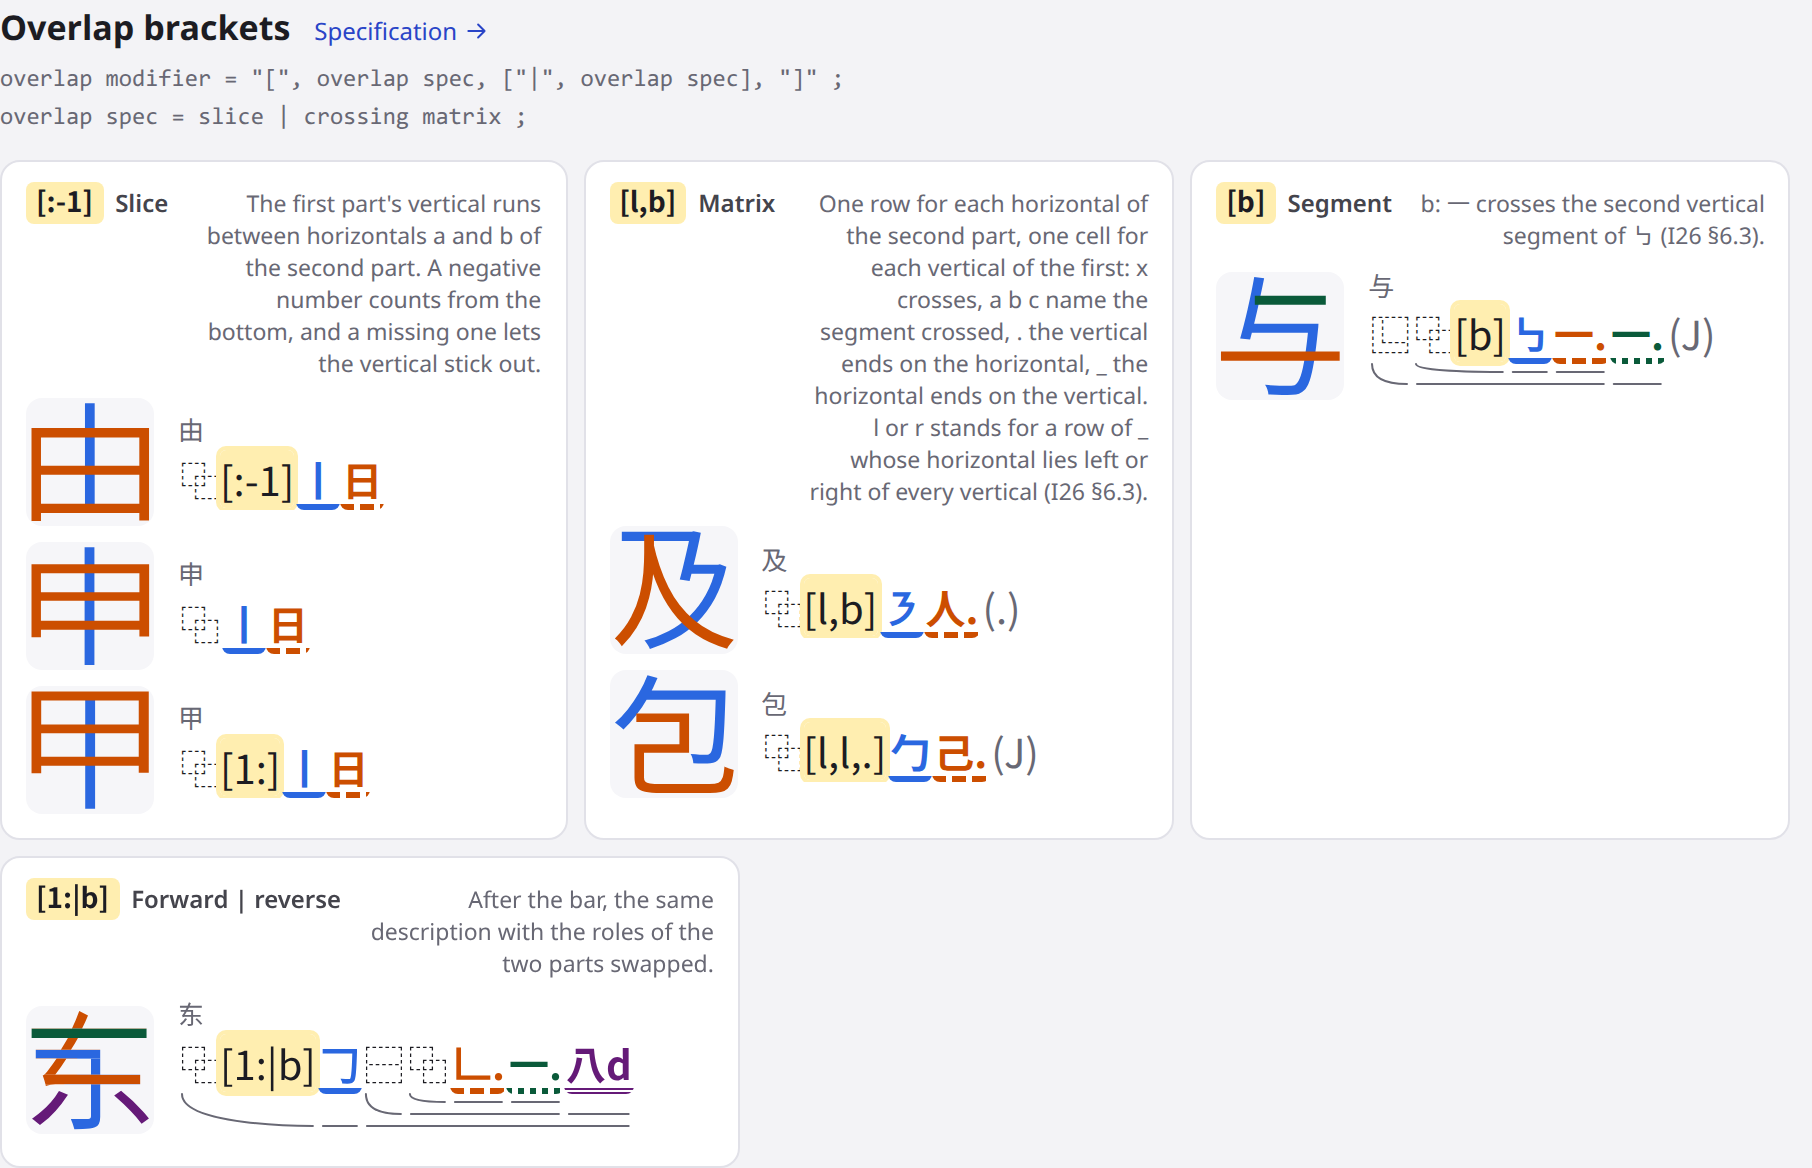 Overlap brackets Specification →
overlap modifier = "[", overlap spec, ["|", overlap spec], "]" ;
overlap spec = slice | crossing matrix ;
[:-1] Slice
The first part's vertical runs
between horizontals a and b of
the second part. A negative
number counts from the
bottom, and a missing one lets
the vertical stick out.
由
⿻[:-1]丨日
申
⿻丨日
甲
⿻[1:]丨日
[l,b] Matrix
One row for each horizontal of
the second part, one cell for
each vertical of the first: x
crosses, a b c name the
segment crossed, . the vertical
ends on the horizontal, _ the
horizontal ends on the vertical.
l or r stands for a row of _
whose horizontal lies left or
right of every vertical (I26 §6.3).
及
⿻[l,b]㇋人.(.)
包
⿻[l,l,.]勹己.(J)
[b] Segment
b: 一 crosses the second vertical
segment of ㇉ (I26 §6.3).
与
⿺⿻[b]㇉一.一.(J)
[1:|b] Forward | reverse
After the bar, the same
description with the roles of the
two parts swapped.
东
⿻[1:|b]㇆⿱⿻𠃊.一.八d